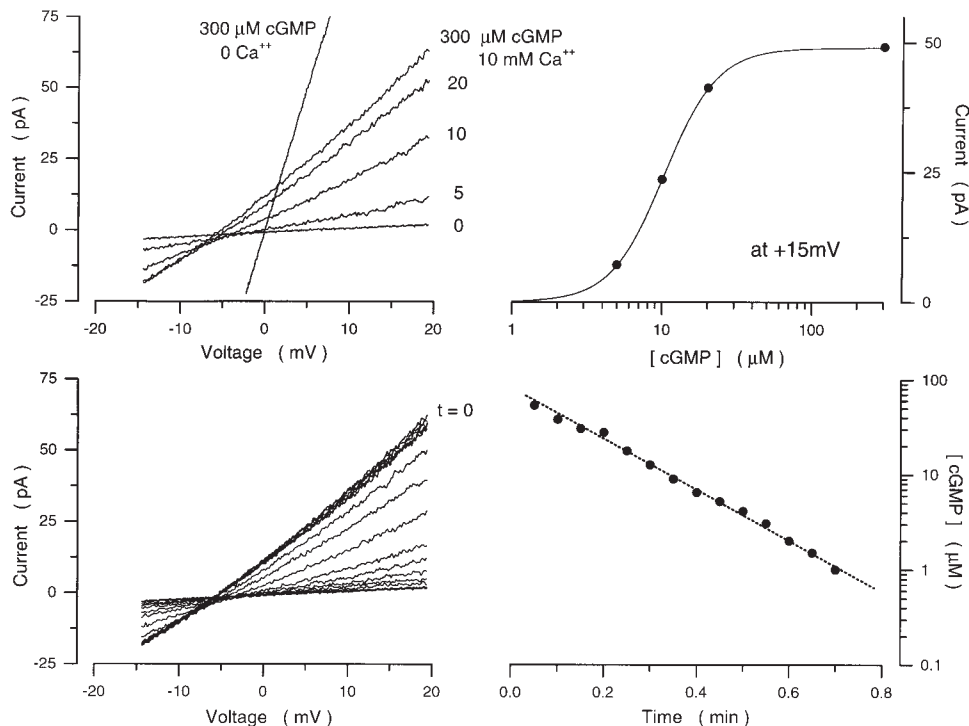 75
50
25
0
-25
Current ( pA )
300 µM cGMP
0 Ca++
300 µM cGMP
10 mM Ca++
20
10
5
0
-20 -10 0 10 20
Voltage ( mV )
50
25
0
Current ( pA )
at +15mV
1 10 100
[ cGMP ] ( µM )
75
50
25
0
-25
Current ( pA )
t = 0
-20 -10 0 10 20
Voltage ( mV )
100
10
1
0.1
[ cGMP ] ( µM )
0.0 0.2 0.4 0.6 0.8
Time ( min )